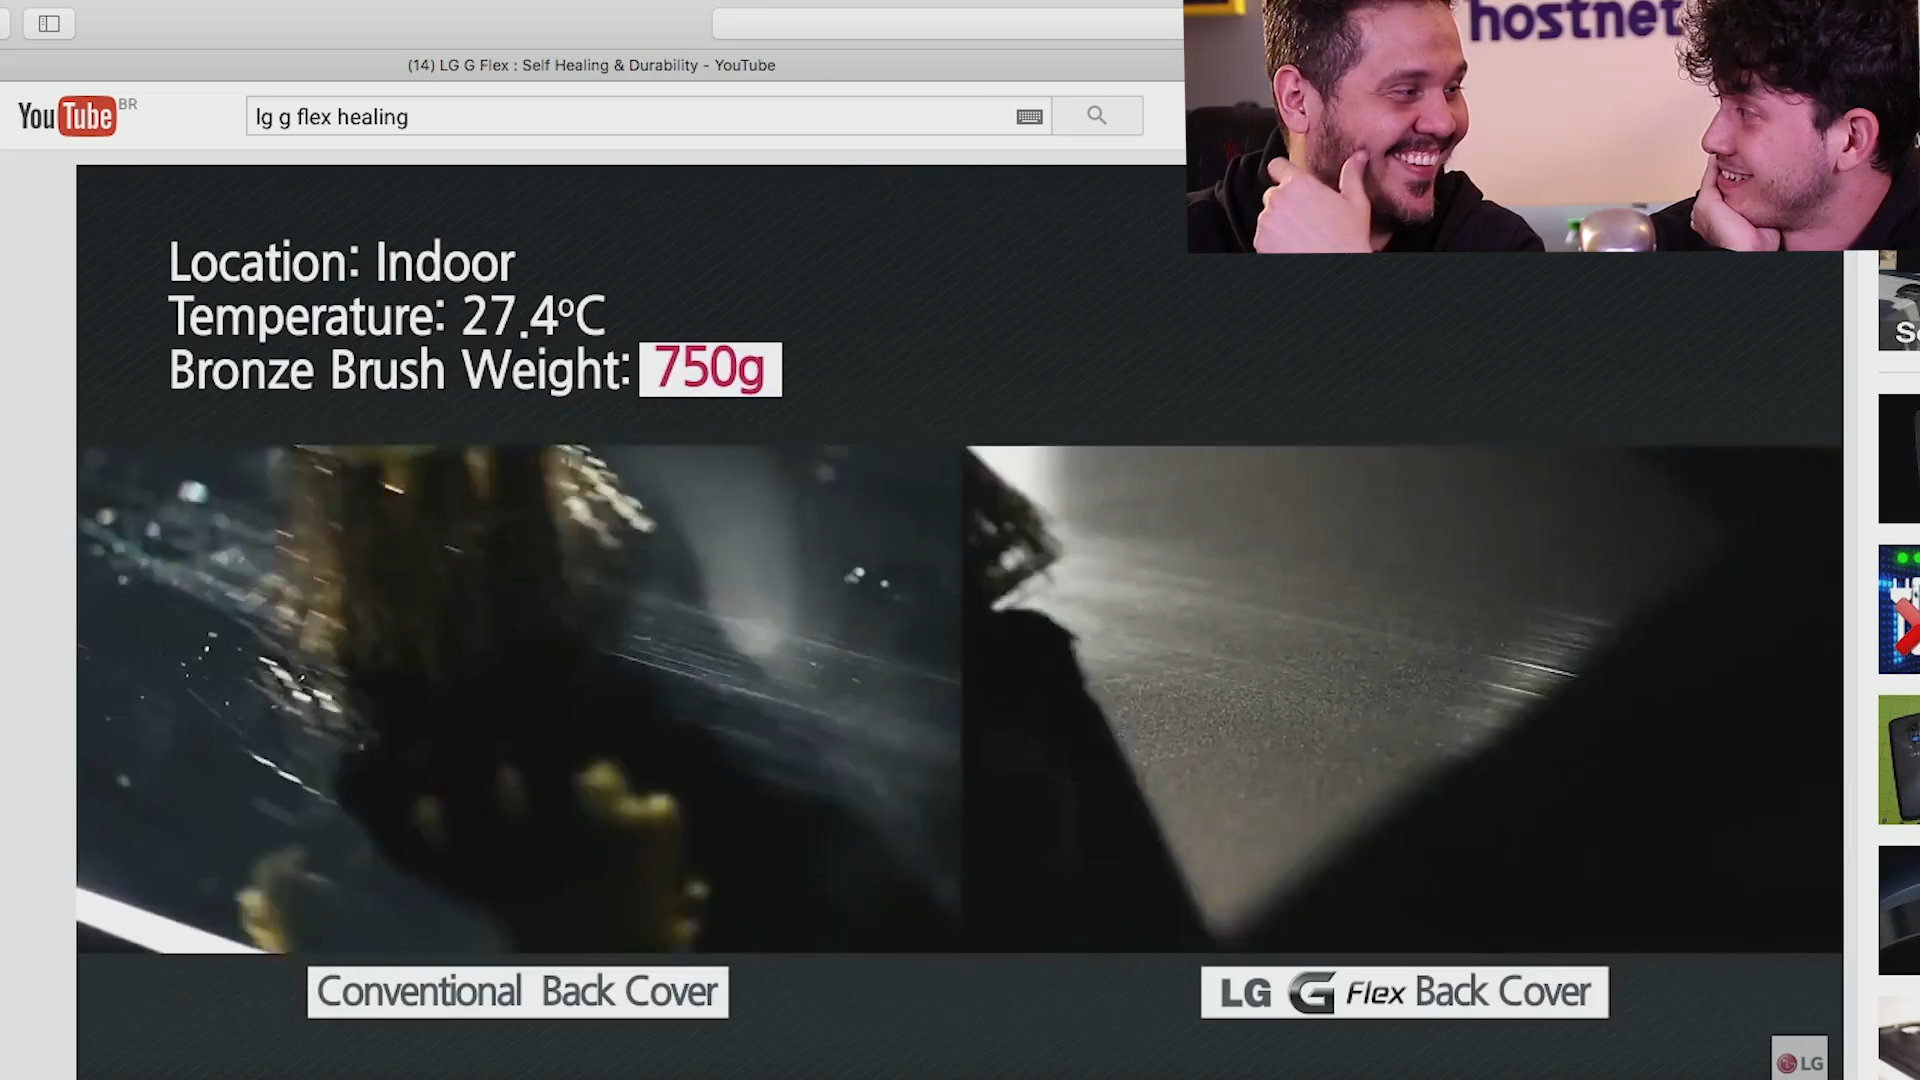 hostnet
(14) LG G Flex : Self Healing & Durability - YouTube
YouTube BR
lg g flex healing
Location: Indoor
Temperature: 27.4°C
Bronze Brush Weight: 750g
Conventional Back Cover
LG G Flex Back Cover
LG